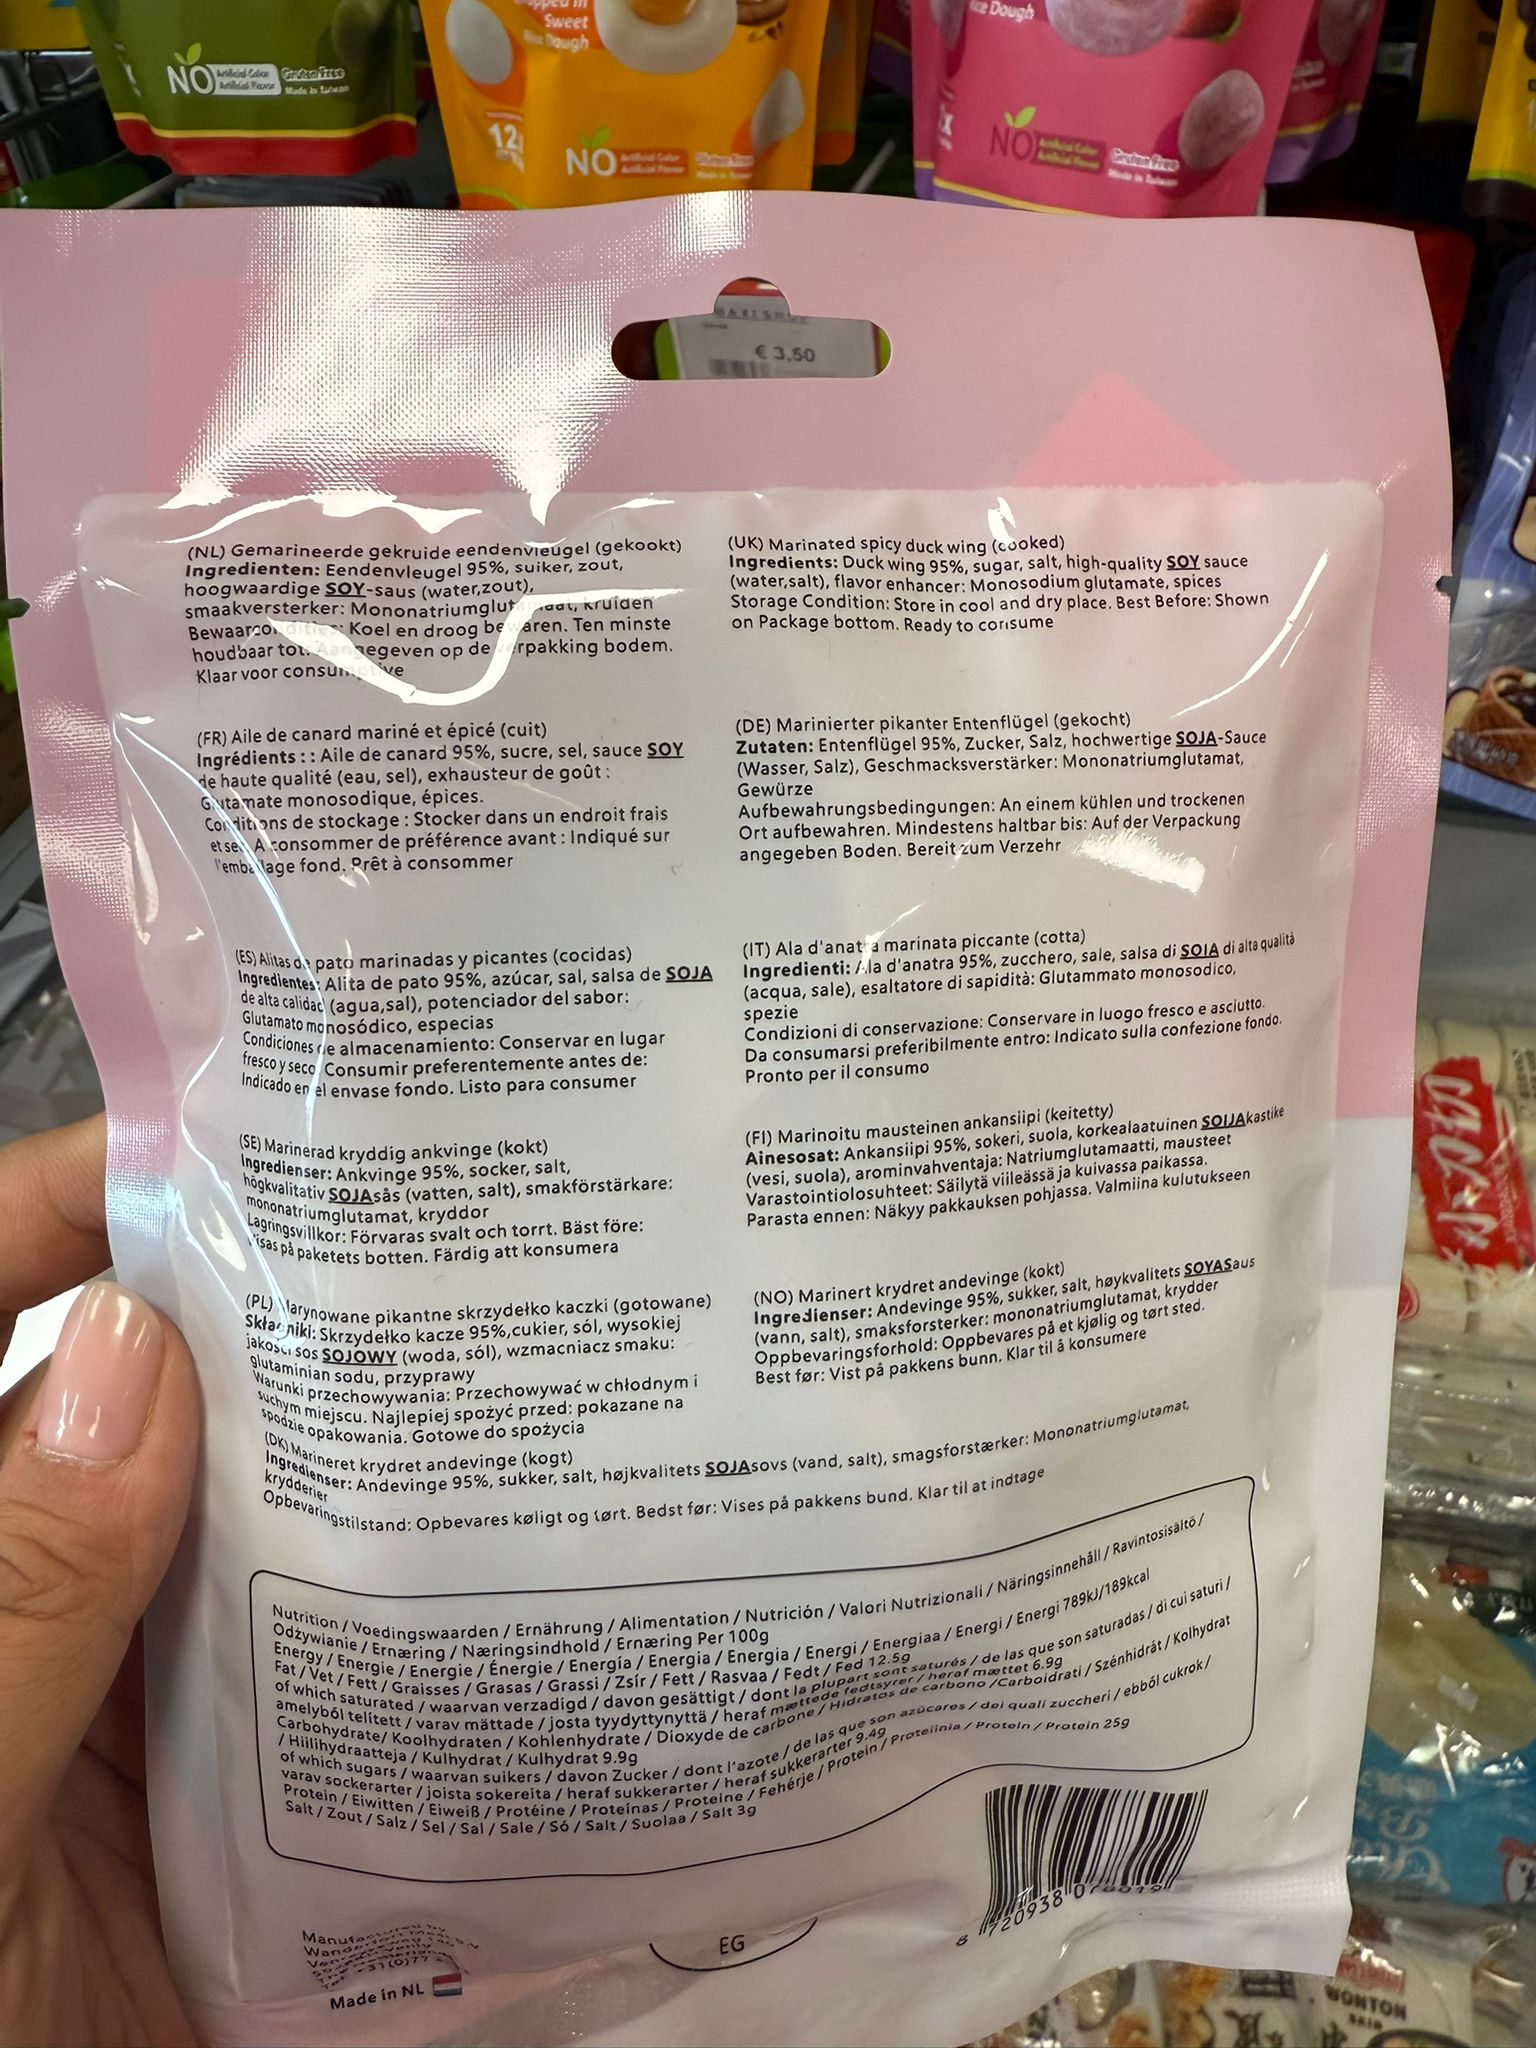 Sweet
NO Artificial Color
Artificial Flavor
Gluten Free
Made in Taiwan
12
NO Artificial Color
Artificial Flavor
Gluten Free
NO Artificial Color
Artificial Flavor
Gluten Free
Made in Taiwan
€ 3.50
(NL) Gemarineerde gekruide eendenvleugel (gekookt)
Ingredienten: Eendenvleugel 95%, suiker, zout,
hoogwaardige SOY-saus (water,zout),
smaakversterker: kruiden
Koel en droog bewaren. Ten minste
houdbaar tot: Aangegeven op de verpakking bodem.
Klaar voor consumptive
(UK) Marinated spicy duck wing (cooked)
Ingredients: Duck wing 95%, sugar, salt, high-quality SOY sauce
(water,salt), flavor enhancer: Monosodium glutamate, spices
Storage Condition: Store in cool and dry place. Best Before: Shown
on Package bottom. Ready to consume
(FR) Aile de canard mariné et épicé (cuit)
Ingrédients : : Aile de canard 95%, sucre, sel, sauce SOY
de haute qualité (eau, sel), exhausteur de goût :
Glutamate monosodique, épices.
Conditions de stockage : Stocker dans un endroit frais
et sec. A consommer de préférence avant : Indiqué sur
l'emballage fond. Prêt à consommer
(DE) Marinierter pikanter Entenflügel (gekocht)
Zutaten: Entenflügel 95%, Zucker, Salz, hochwertige SOJA-Sauce
(Wasser, Salz), Geschmacksverstärker: Mononatriumglutamat,
Gewürze
Aufbewahrungsbedingungen: An einem kühlen und trockenen
Ort aufbewahren. Mindestens haltbar bis: Auf der Verpackung
angegeben Boden. Bereit zum Verzehr
(ES) Alitas de pato marinadas y picantes (cocidas)
Ingredientes: Alita de pato 95%, azúcar, sal, salsa de SOJA
de alta calidad (agua,sal), potenciador del sabor:
Glutamato monosódico, especias
Condiciones de almacenamiento: Conservar en lugar
fresco y seco. Consumir preferentemente antes de:
Indicado en el envase fondo. Listo para consumer
(IT) Ala d'anatra marinata piccante (cotta)
Ingredienti: Ala d'anatra 95%, zucchero, sale, salsa di SOIA di alta qualità
(acqua, sale), esaltatore di sapidità: Glutammato monosodico,
spezie
Condizioni di conservazione: Conservare in luogo fresco e asciutto.
Da consumarsi preferibilmente entro: Indicato sulla confezione fondo.
Pronto per il consumo
(SE) Marinerad kryddig ankvinge (kokt)
Ingredienser: Ankvinge 95%, socker, salt,
högkvalitativ SOJAsås (vatten, salt), smakförstärkare:
mononatriumglutamat, kryddor
Lagringsvillkor: Förvaras svalt och torrt. Bäst före:
Visas på paketets botten. Färdig att konsumera
(FI) Marinoitu mausteinen ankansiipi (keitetty)
Ainesosat: Ankansiipi 95%, sokeri, suola, korkealaatuinen SOIJAkastike
(vesi, suola), arominvahventaja: Natriumglutamaatti, mausteet
Varastointiolosuhteet: Säilytä viileässä ja kuivassa paikassa.
Parasta ennen: Näkyy pakkauksen pohjassa. Valmiina kulutukseen
(PL) Marynowane pikantne skrzydełko kaczki (gotowane)
Składniki: Skrzydełko kacze 95%,cukier, sól, wysokiej
jakości sos SOJOWY (woda, sól), wzmacniacz smaku:
glutaminian sodu, przyprawy
Warunki przechowywania: Przechowywać w chłodnym i
suchym miejscu. Najlepiej spożyć przed: pokazane na
spodzie opakowania. Gotowe do spożycia
(NO) Marinert krydret andevinge (kokt)
Ingredienser: Andevinge 95%, sukker, salt, høykvalitets SOYASaus
(vann, salt), smaksforsterker: mononatriumglutamat, krydder
Oppbevaringsforhold: Oppbevares på et kjølig og tørt sted.
Best før: Vist på pakkens bunn. Klar til å konsumere
(DK) Marineret krydret andevinge (kogt)
Ingredienser: Andevinge 95%, sukker, salt, højkvalitets SOJAsovs (vand, salt), smagsforstærker: Mononatriumglutamat,
krydderier
Opbevaringstilstand: Opbevares køligt og tørt. Bedst før: Vises på pakkens bund. Klar til at indtage
Nutrition / Voedingswaarden / Ernährung / Alimentation / Nutrición / Valori Nutrizionali / Näringsinnehåll / Ravintosisältö /
Odżywianie / Ernæring / Næringsindhold / Ernæring Per 100g
Energy / Energie / Energie / Énergie / Energía / Energia / Energia / Energi / Energiaa / Energi / Energi 789kJ/189kcal
Fat / Vet / Fett / Graisses / Grasas / Grassi / Zsír / Fett / Rasvaa / Fedt / Fed 12.5g
of which saturated / waarvan verzadigd / davon gesättigt / dont la plupart sont saturés / de las que son saturadas / di cui saturi /
amelyből telített / varav mättade / josta tyydyttynyttä / heraf mættede fedtsyrer / heraf mættet 6.9g
Carbohydrate/ Koolhydraten / Kohlenhydrate / Dioxyde de carbone / Hidratos de carbono /Carboidrati / Szénhidrát / Kolhydrat
/ Hiilihydraatteja / Kulhydrat / Kulhydrat 9.9g
of which sugars / waarvan suikers / davon Zucker / dont l'azote / de las que son azúcares / dei quali zuccheri / ebből cukrok /
varav sockerarter / joista sokereita / heraf sukkerarter / heraf sukkerarter 9.4g
Protein / Eiwitten / Eiweiß / Protéine / Proteínas / Proteine / Fehérje / Protein / Proteiinia / Protein / Protein 25g
Salt / Zout / Salz / Sel / Sal / Sale / Só / Salt / Suolaa / Salt 3g
8 720938
Manufactured by
EG
Made in NL
WONTON
SKIN